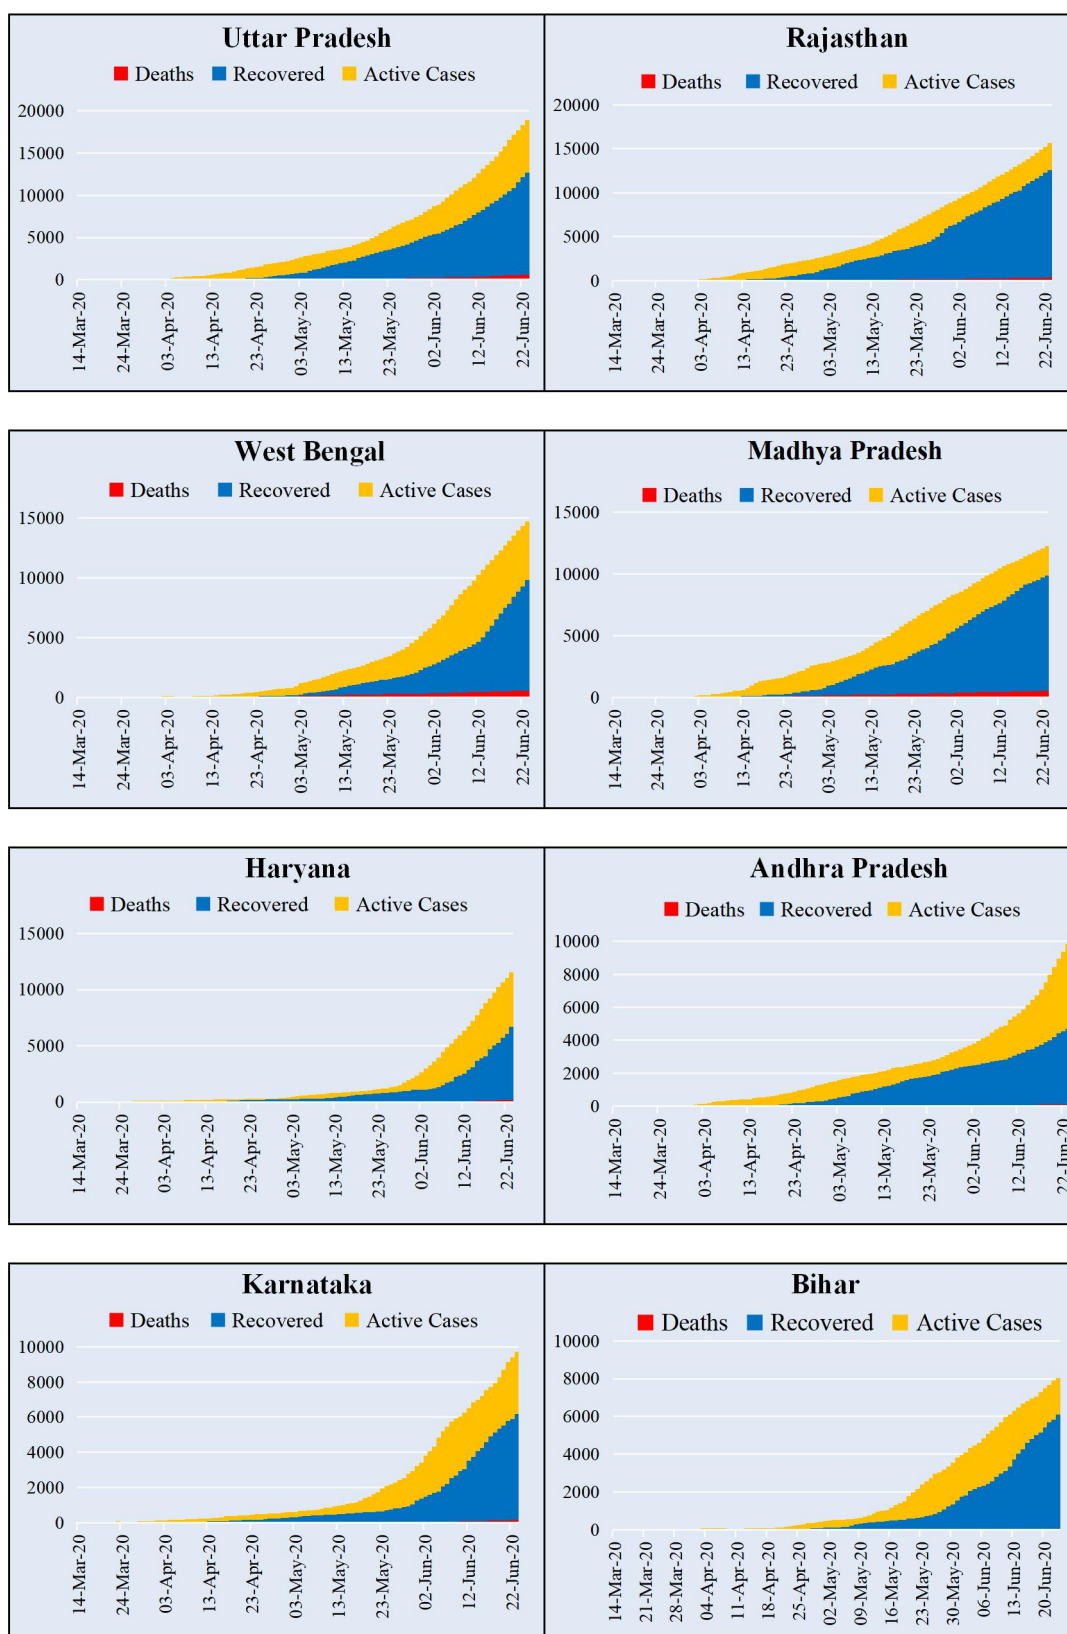 Uttar Pradesh
Deaths Recovered Active Cases
20000
15000
10000
5000
0
14-Mar-20 24-Mar-20 03-Apr-20 13-Apr-20 23-Apr-20 03-May-20 13-May-20 23-May-20 02-Jun-20 12-Jun-20 22-Jun-20
Rajasthan
Deaths Recovered Active Cases
20000
15000
10000
5000
0
14-Mar-20 24-Mar-20 03-Apr-20 13-Apr-20 23-Apr-20 03-May-20 13-May-20 23-May-20 02-Jun-20 12-Jun-20 22-Jun-20
West Bengal
Deaths Recovered Active Cases
15000
10000
5000
0
14-Mar-20 24-Mar-20 03-Apr-20 13-Apr-20 23-Apr-20 03-May-20 13-May-20 23-May-20 02-Jun-20 12-Jun-20 22-Jun-20
Madhya Pradesh
Deaths Recovered Active Cases
15000
10000
5000
0
14-Mar-20 24-Mar-20 03-Apr-20 13-Apr-20 23-Apr-20 03-May-20 13-May-20 23-May-20 02-Jun-20 12-Jun-20 22-Jun-20
Haryana
Deaths Recovered Active Cases
15000
10000
5000
0
14-Mar-20 24-Mar-20 03-Apr-20 13-Apr-20 23-Apr-20 03-May-20 13-May-20 23-May-20 02-Jun-20 12-Jun-20 22-Jun-20
Andhra Pradesh
Deaths Recovered Active Cases
10000
8000
6000
4000
2000
0
14-Mar-20 24-Mar-20 03-Apr-20 13-Apr-20 23-Apr-20 03-May-20 13-May-20 23-May-20 02-Jun-20 12-Jun-20 22-Jun-20
Karnataka
Deaths Recovered Active Cases
10000
8000
6000
4000
2000
0
14-Mar-20 24-Mar-20 03-Apr-20 13-Apr-20 23-Apr-20 03-May-20 13-May-20 23-May-20 02-Jun-20 12-Jun-20 22-Jun-20
Bihar
Deaths Recovered Active Cases
10000
8000
6000
4000
2000
0
14-Mar-20 21-Mar-20 28-Mar-20 04-Apr-20 11-Apr-20 18-Apr-20 25-Apr-20 02-May-20 09-May-20 16-May-20 23-May-20 30-May-20 06-Jun-20 13-Jun-20 20-Jun-20